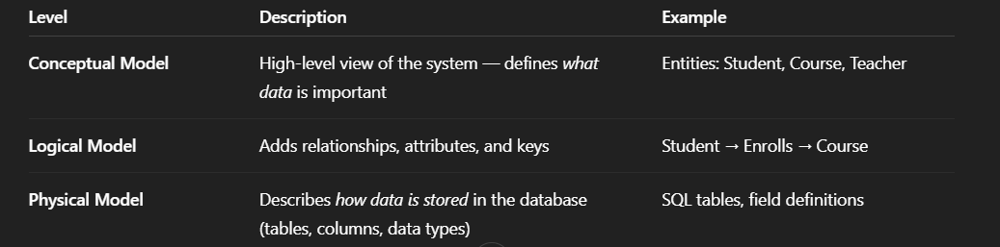 Level Description Example
Conceptual Model High-level view of the system — defines what Entities: Student, Course, Teacher
data is important
Logical Model Adds relationships, attributes, and keys Student → Enrolls → Course
Physical Model Describes how data is stored in the database SQL tables, field definitions
(tables, columns, data types)